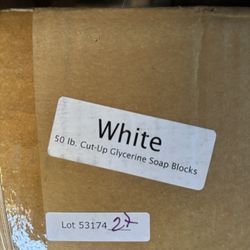 White
50 lb. Cut-Up Glycerine Soap Blocks
Lot 53174 27